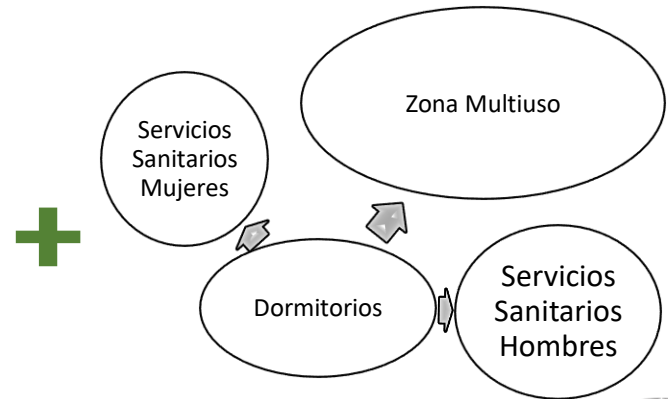 Zona Multiuso
Servicios
Sanitarios
Mujeres
Dormitorios
Servicios
Sanitarios
Hombres